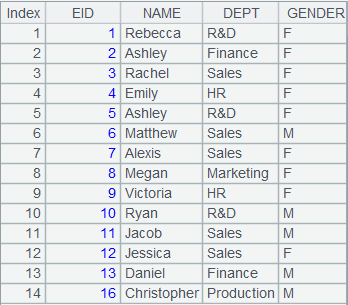 Index EID NAME DEPT GENDER
1 1 Rebecca R&D F
2 2 Ashley Finance F
3 3 Rachel Sales F
4 4 Emily HR F
5 5 Ashley R&D F
6 6 Matthew Sales M
7 7 Alexis Sales F
8 8 Megan Marketing F
9 9 Victoria HR F
10 10 Ryan R&D M
11 11 Jacob Sales M
12 12 Jessica Sales F
13 13 Daniel Finance M
14 16 Christopher Production M